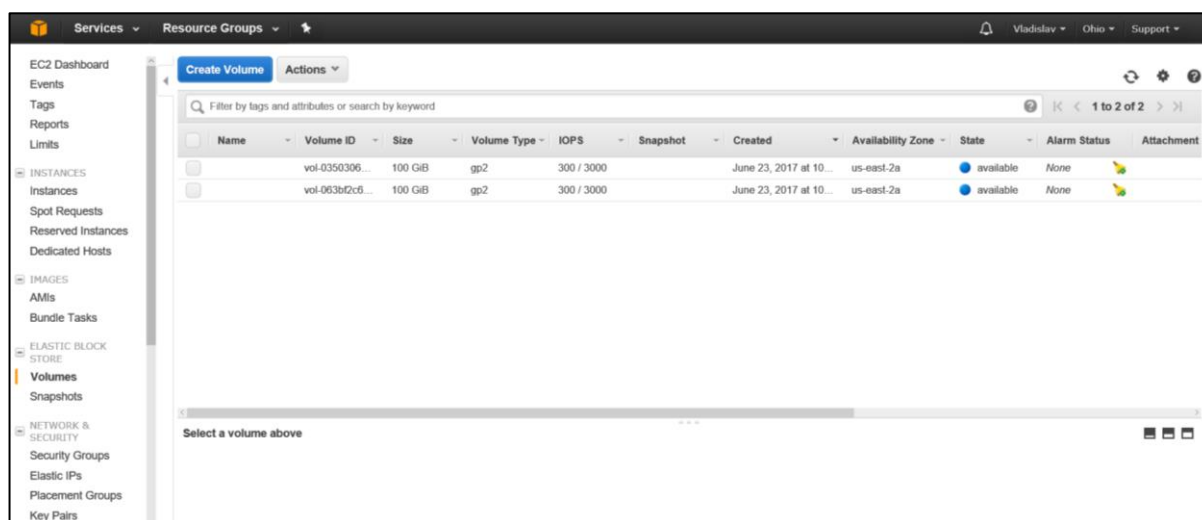 Services Resource Groups Vladislav Ohio Support
EC2 Dashboard
Events
Tags
Reports
Limits
INSTANCES
Instances
Spot Requests
Reserved Instances
Dedicated Hosts
IMAGES
AMIs
Bundle Tasks
ELASTIC BLOCK
STORE
Volumes
Snapshots
NETWORK &
SECURITY
Security Groups
Elastic IPs
Placement Groups
Key Pairs
Create Volume Actions
Filter by tags and attributes or search by keyword 1 to 2 of 2
Name Volume ID Size Volume Type IOPS Snapshot Created Availability Zone State Alarm Status Attachment
vol-0350306... 100 GiB gp2 300 / 3000 June 23, 2017 at 10... us-east-2a available None
vol-063bf2c6... 100 GiB gp2 300 / 3000 June 23, 2017 at 10... us-east-2a available None
Select a volume above